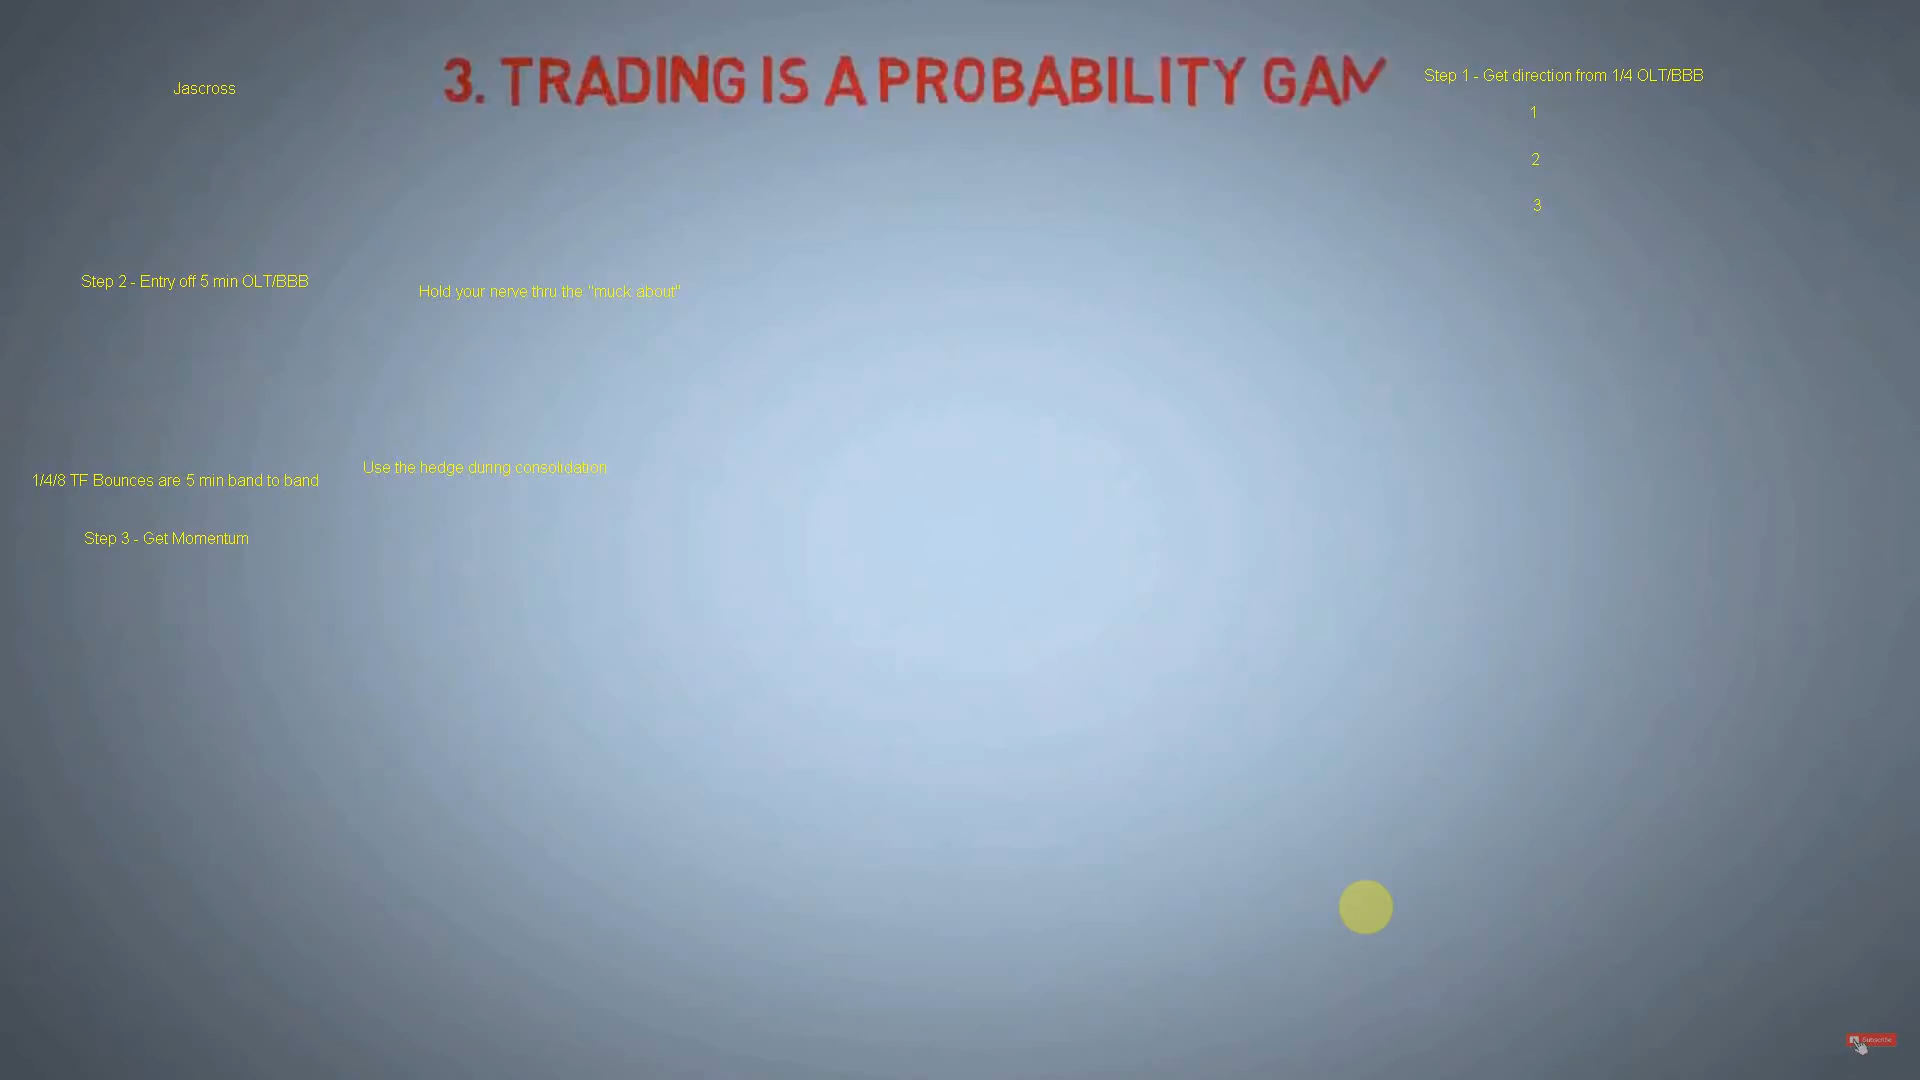 3. TRADING IS A PROBABILITY GAM
Jascross
Step 1 - Get direction from 1/4 OLT/BBB
1
2
3
Step 2 - Entry off 5 min OLT/BBB
Hold your nerve thru the "muck about"
Use the hedge during consolidation
1/4/8 TF Bounces are 5 min band to band
Step 3 - Get Momentum
Subscribe